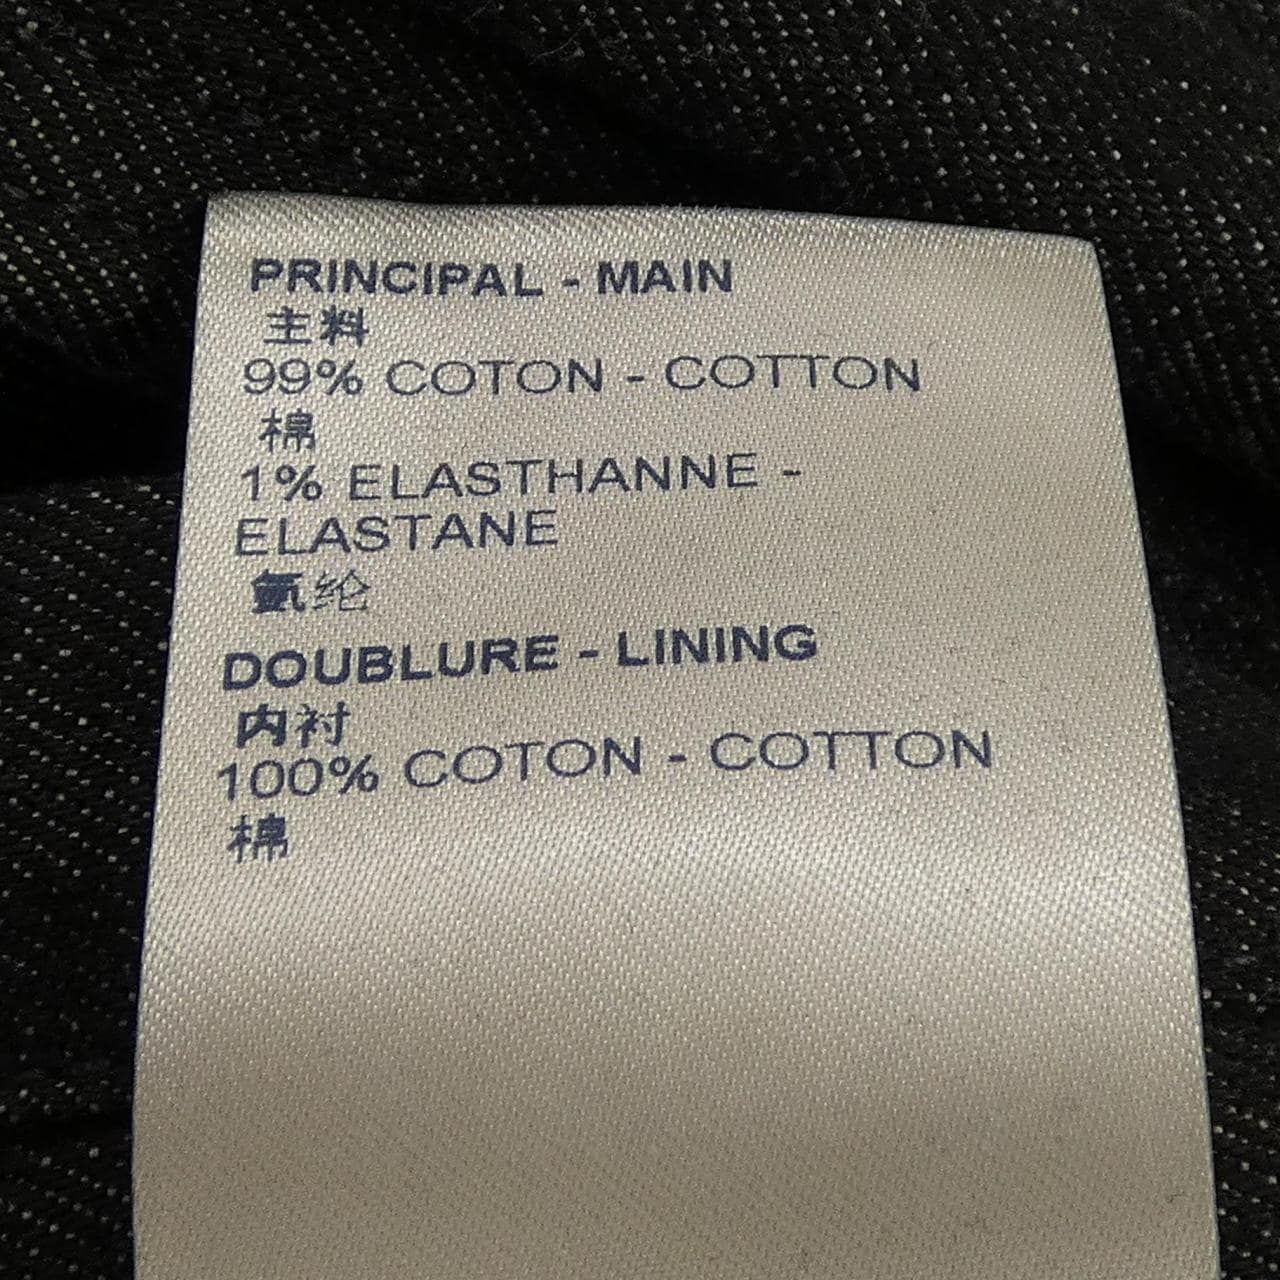 PRINCIPAL - MAIN
主料
99% COTON - COTTON
棉
1% ELASTHANNE -
ELASTANE
氨纶
DOUBLURE - LINING
内衬
100% COTON - COTTON
棉